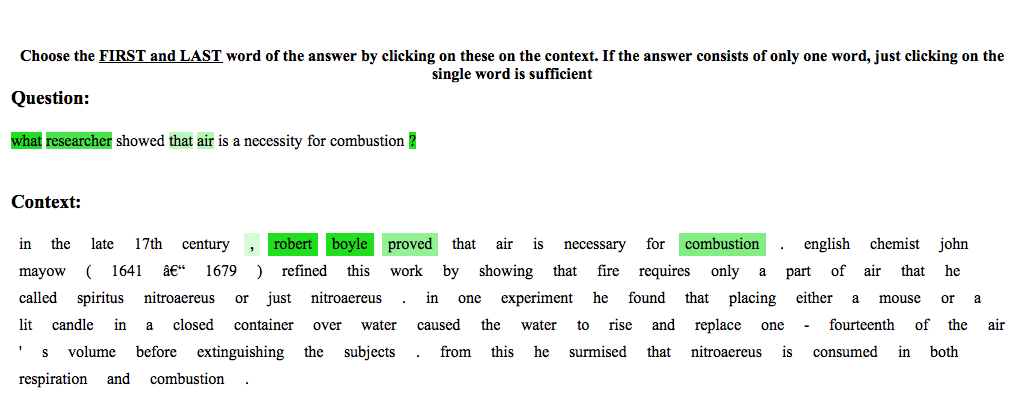 Choose the FIRST and LAST word of the answer by clicking on these on the context. If the answer consists of only one word, just clicking on the
single word is sufficient
Question:
what researcher showed that air is a necessity for combustion ?
Context:
in the late 17th century , robert boyle proved that air is necessary for combustion . english chemist john
mayow ( 1641 â€“ 1679 ) refined this work by showing that fire requires only a part of air that he
called spiritus nitroaereus or just nitroaereus . in one experiment he found that placing either a mouse or a
lit candle in a closed container over water caused the water to rise and replace one - fourteenth of the air
' s volume before extinguishing the subjects . from this he surmised that nitroaereus is consumed in both
respiration and combustion .